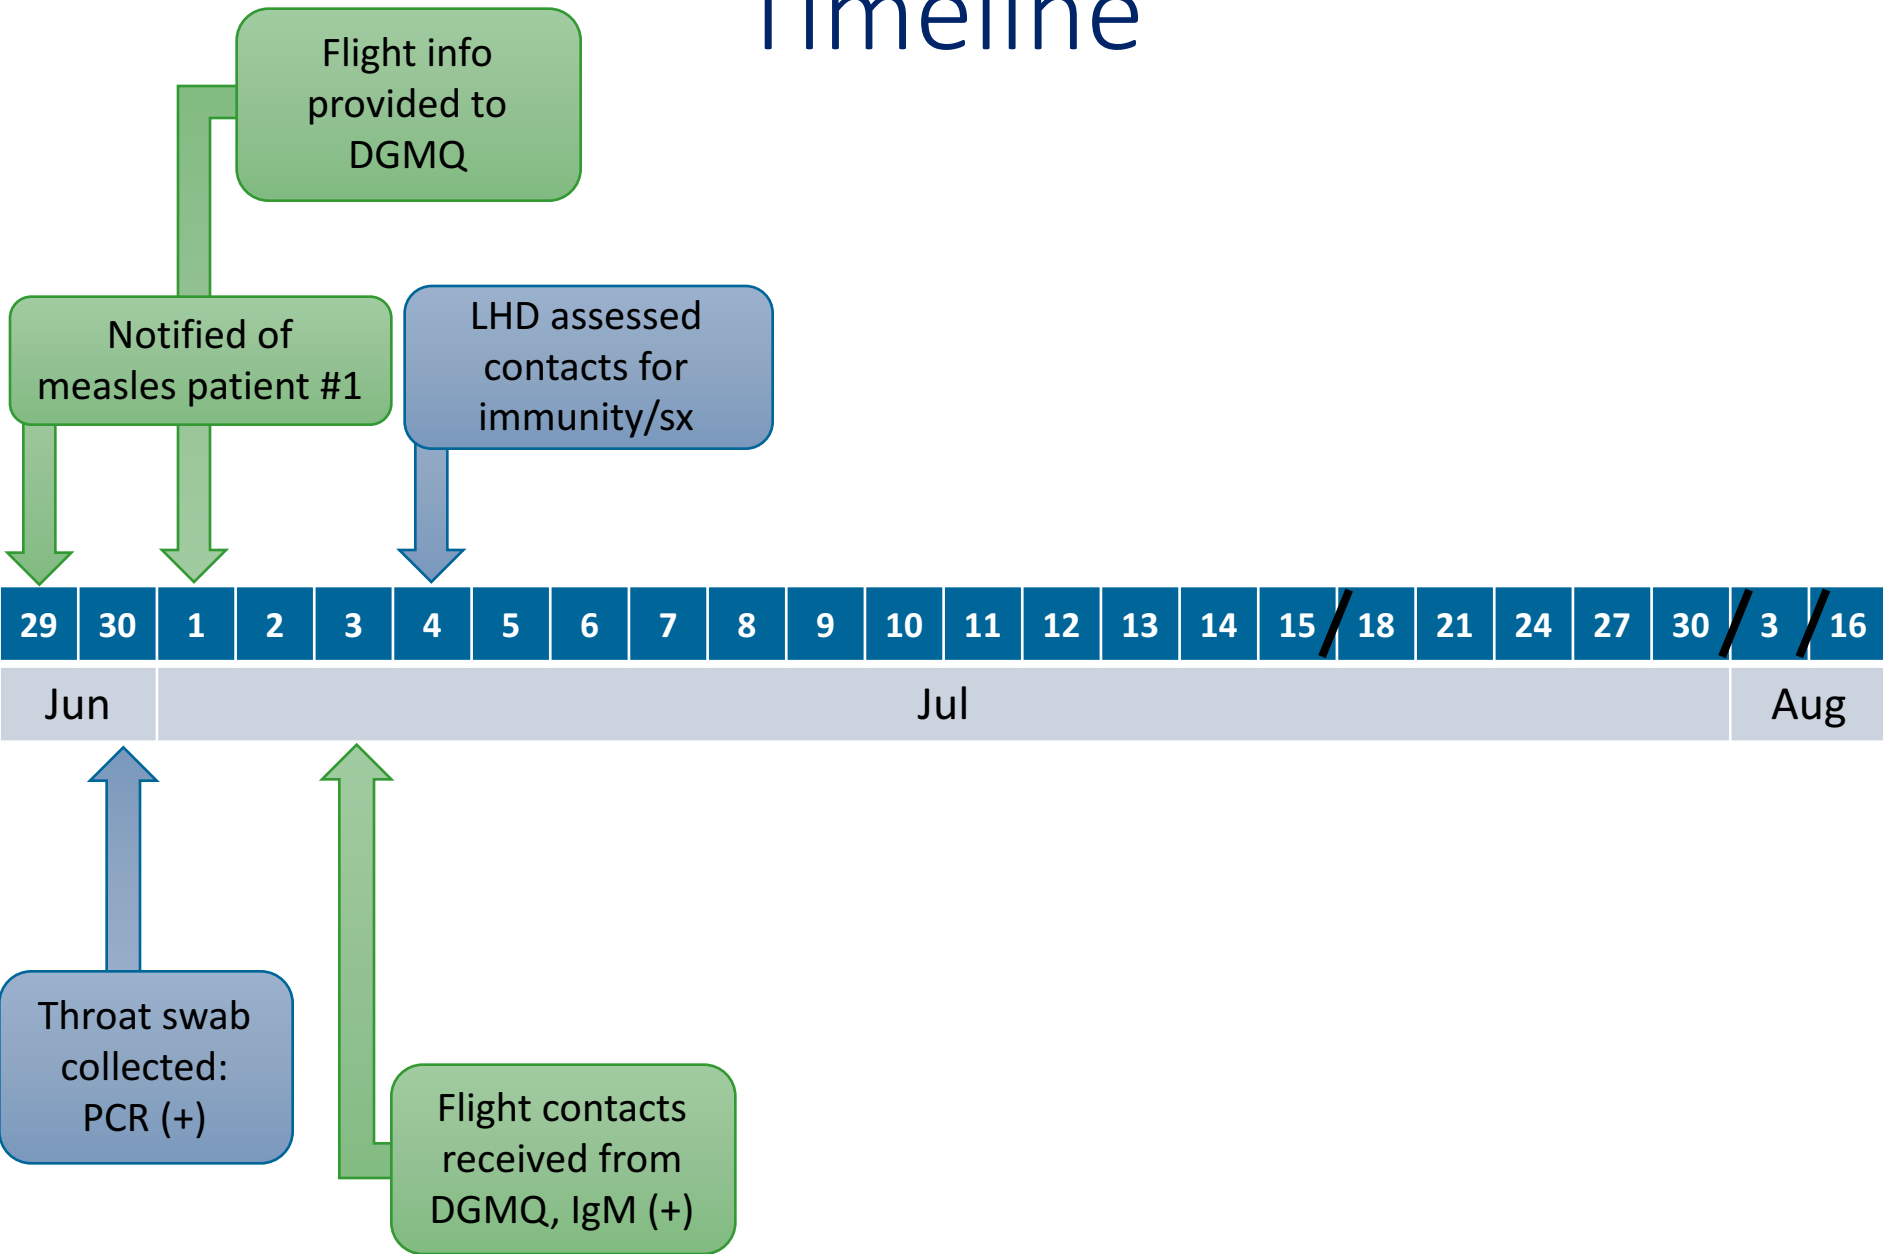 Timeline
Flight info
provided to
DGMQ
Notified of
measles patient #1
LHD assessed
contacts for
immunity/sx
29 30 1 2 3 4 5 6 7 8 9 10 11 12 13 14 15 18 21 24 27 30 3 16
Jun Jul Aug
Throat swab
collected:
PCR (+)
Flight contacts
received from
DGMQ, IgM (+)